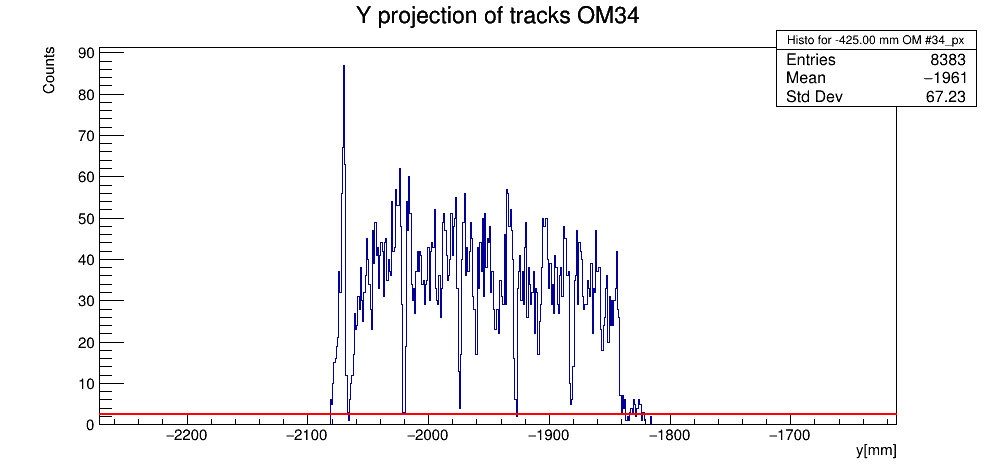 Y projection of tracks OM34
Histo for -425.00 mm OM #34_px
Entries 8383
Mean −1961
Std Dev 67.23
Counts
90
80
70
60
50
40
30
20
10
0
−2200 −2100 −2000 −1900 −1800 −1700
y[mm]